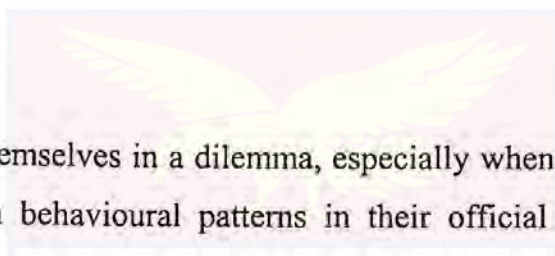 emselves in a dilemma, especially when
behavioural patterns in their official